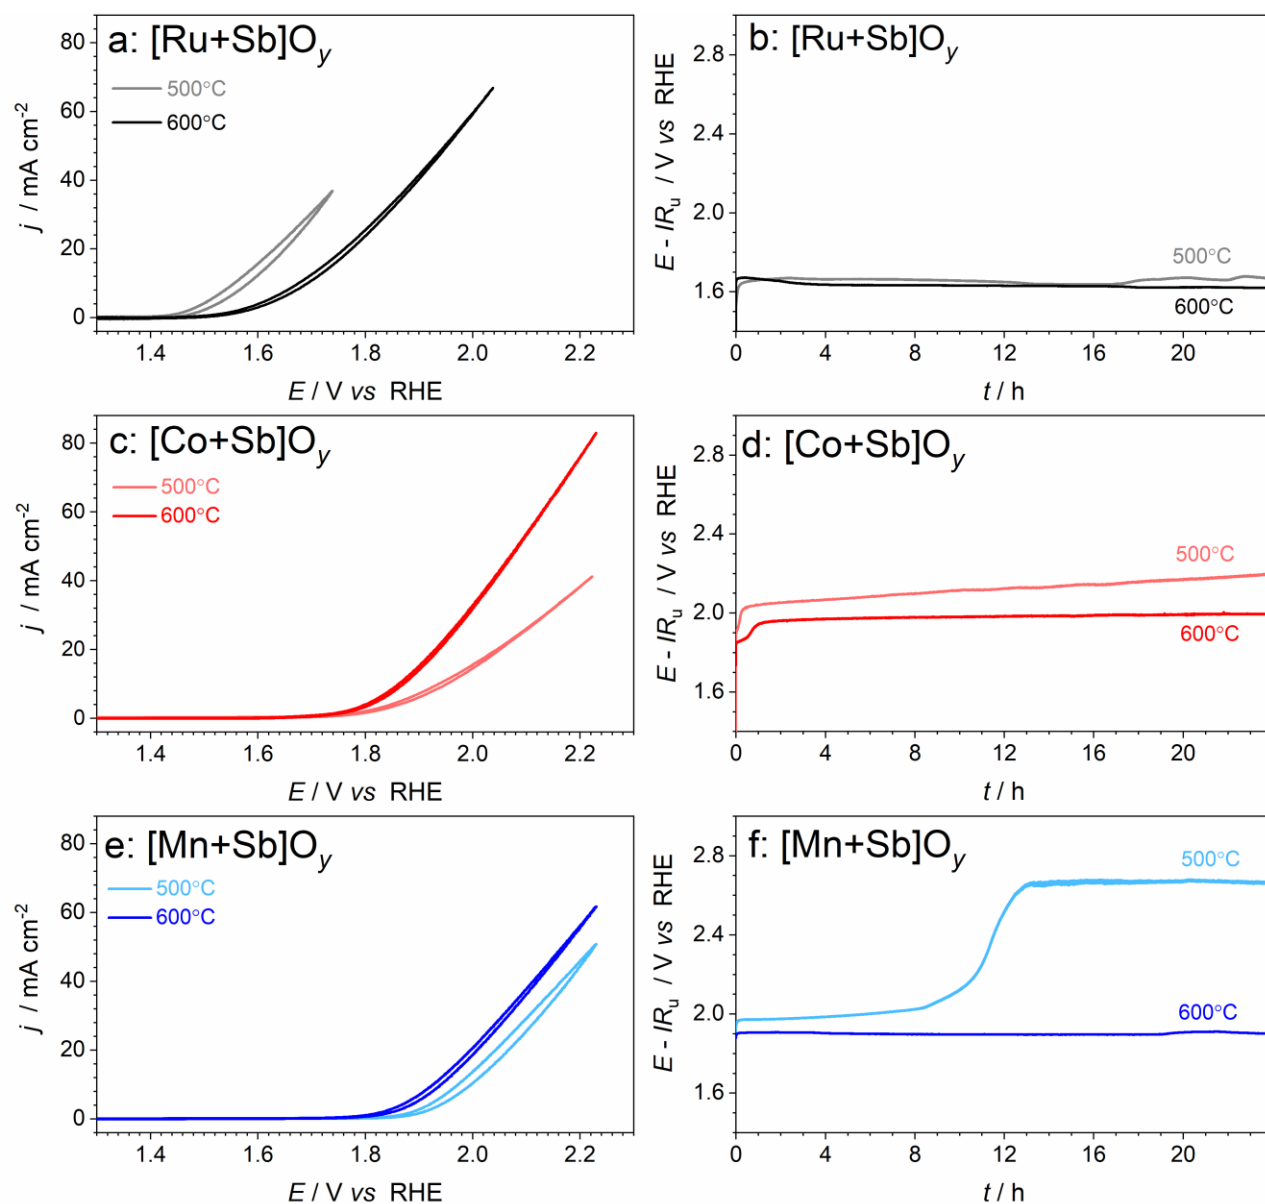 a: [Ru+Sb]Oy
500°C
600°C
80
60
40
20
0
j / mA cm-2
1.4
1.6
1.8
2.0
2.2
E / V vs RHE
b: [Ru+Sb]Oy
2.8
2.4
2.0
1.6
E - IRu / V vs RHE
500°C
600°C
0
4
8
12
16
20
t / h
c: [Co+Sb]Oy
500°C
600°C
80
60
40
20
0
j / mA cm-2
1.4
1.6
1.8
2.0
2.2
E / V vs RHE
d: [Co+Sb]Oy
2.8
2.4
2.0
1.6
E - IRu / V vs RHE
500°C
600°C
0
4
8
12
16
20
t / h
e: [Mn+Sb]Oy
500°C
600°C
80
60
40
20
0
j / mA cm-2
1.4
1.6
1.8
2.0
2.2
E / V vs RHE
f: [Mn+Sb]Oy
2.8
2.4
2.0
1.6
E - IRu / V vs RHE
500°C
600°C
0
4
8
12
16
20
t / h